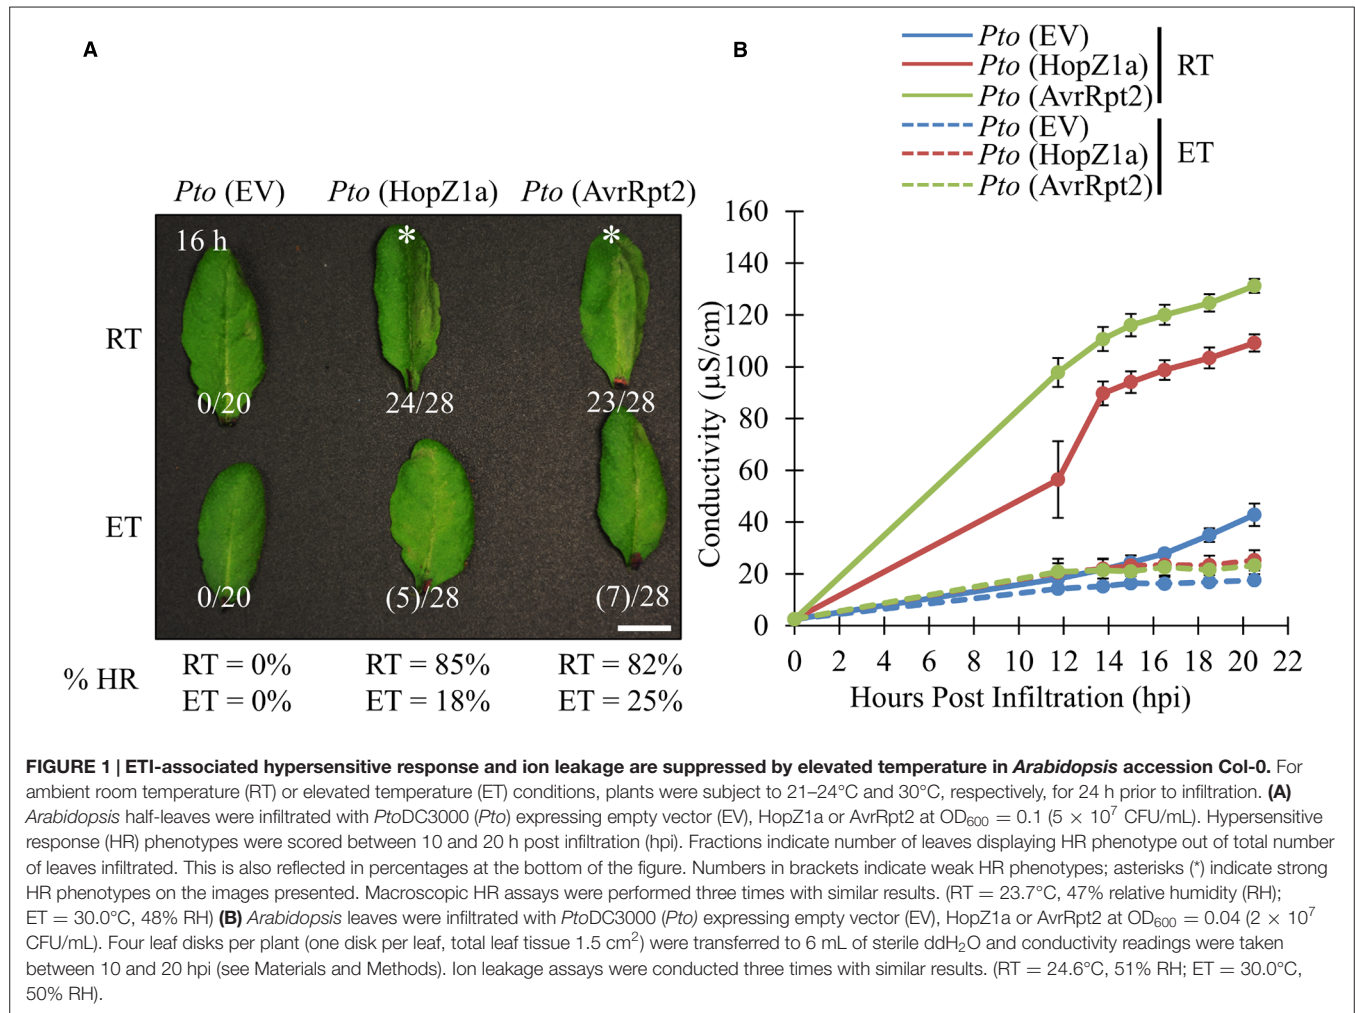 A
Pto (EV)
Pto (HopZ1a)
Pto (AvrRpt2)
16 h
*
*
RT
0/20
24/28
23/28
ET
0/20
(5)/28
(7)/28
% HR
RT = 0%
ET = 0%
RT = 85%
ET = 18%
RT = 82%
ET = 25%
B
Pto (EV)
Pto (HopZ1a)
Pto (AvrRpt2)
RT
Pto (EV)
Pto (HopZ1a)
Pto (AvrRpt2)
ET
Conductivity (µS/cm)
160
140
120
100
80
60
40
20
0
0 2 4 6 8 10 12 14 16 18 20 22
Hours Post Infiltration (hpi)
FIGURE 1 | ETI-associated hypersensitive response and ion leakage are suppressed by elevated temperature in Arabidopsis accession Col-0. For
ambient room temperature (RT) or elevated temperature (ET) conditions, plants were subject to 21–24°C and 30°C, respectively, for 24 h prior to infiltration. (A)
Arabidopsis half-leaves were infiltrated with PtoDC3000 (Pto) expressing empty vector (EV), HopZ1a or AvrRpt2 at OD₆₀₀ = 0.1 (5 × 10⁷ CFU/mL). Hypersensitive
response (HR) phenotypes were scored between 10 and 20 h post infiltration (hpi). Fractions indicate number of leaves displaying HR phenotype out of total number
of leaves infiltrated. This is also reflected in percentages at the bottom of the figure. Numbers in brackets indicate weak HR phenotypes; asterisks (*) indicate strong
HR phenotypes on the images presented. Macroscopic HR assays were performed three times with similar results. (RT = 23.7°C, 47% relative humidity (RH);
ET = 30.0°C, 48% RH) (B) Arabidopsis leaves were infiltrated with PtoDC3000 (Pto) expressing empty vector (EV), HopZ1a or AvrRpt2 at OD₆₀₀ = 0.04 (2 × 10⁷
CFU/mL). Four leaf disks per plant (one disk per leaf, total leaf tissue 1.5 cm²) were transferred to 6 mL of sterile ddH₂O and conductivity readings were taken
between 10 and 20 hpi (see Materials and Methods). Ion leakage assays were conducted three times with similar results. (RT = 24.6°C, 51% RH; ET = 30.0°C,
50% RH).